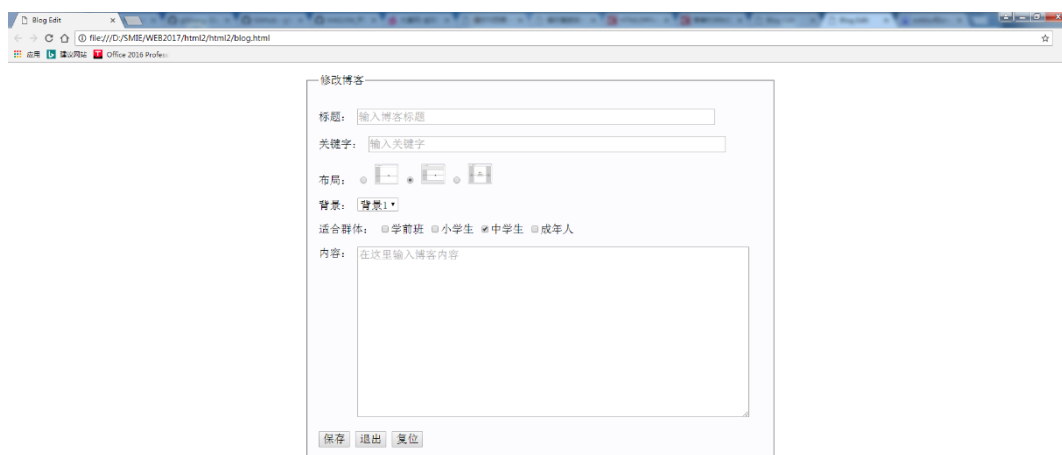 Blog Edit
file:///D:/SMIE/WEB2017/html2/html2/blog.html
应用 建议网站 Office 2016 Profes
修改博客
标题: 输入博客标题
关键字: 输入关键字
布局:
背景: 背景1
适合群体: 学前班 小学生 中学生 成年人
内容: 在这里输入博客内容
保存 退出 复位